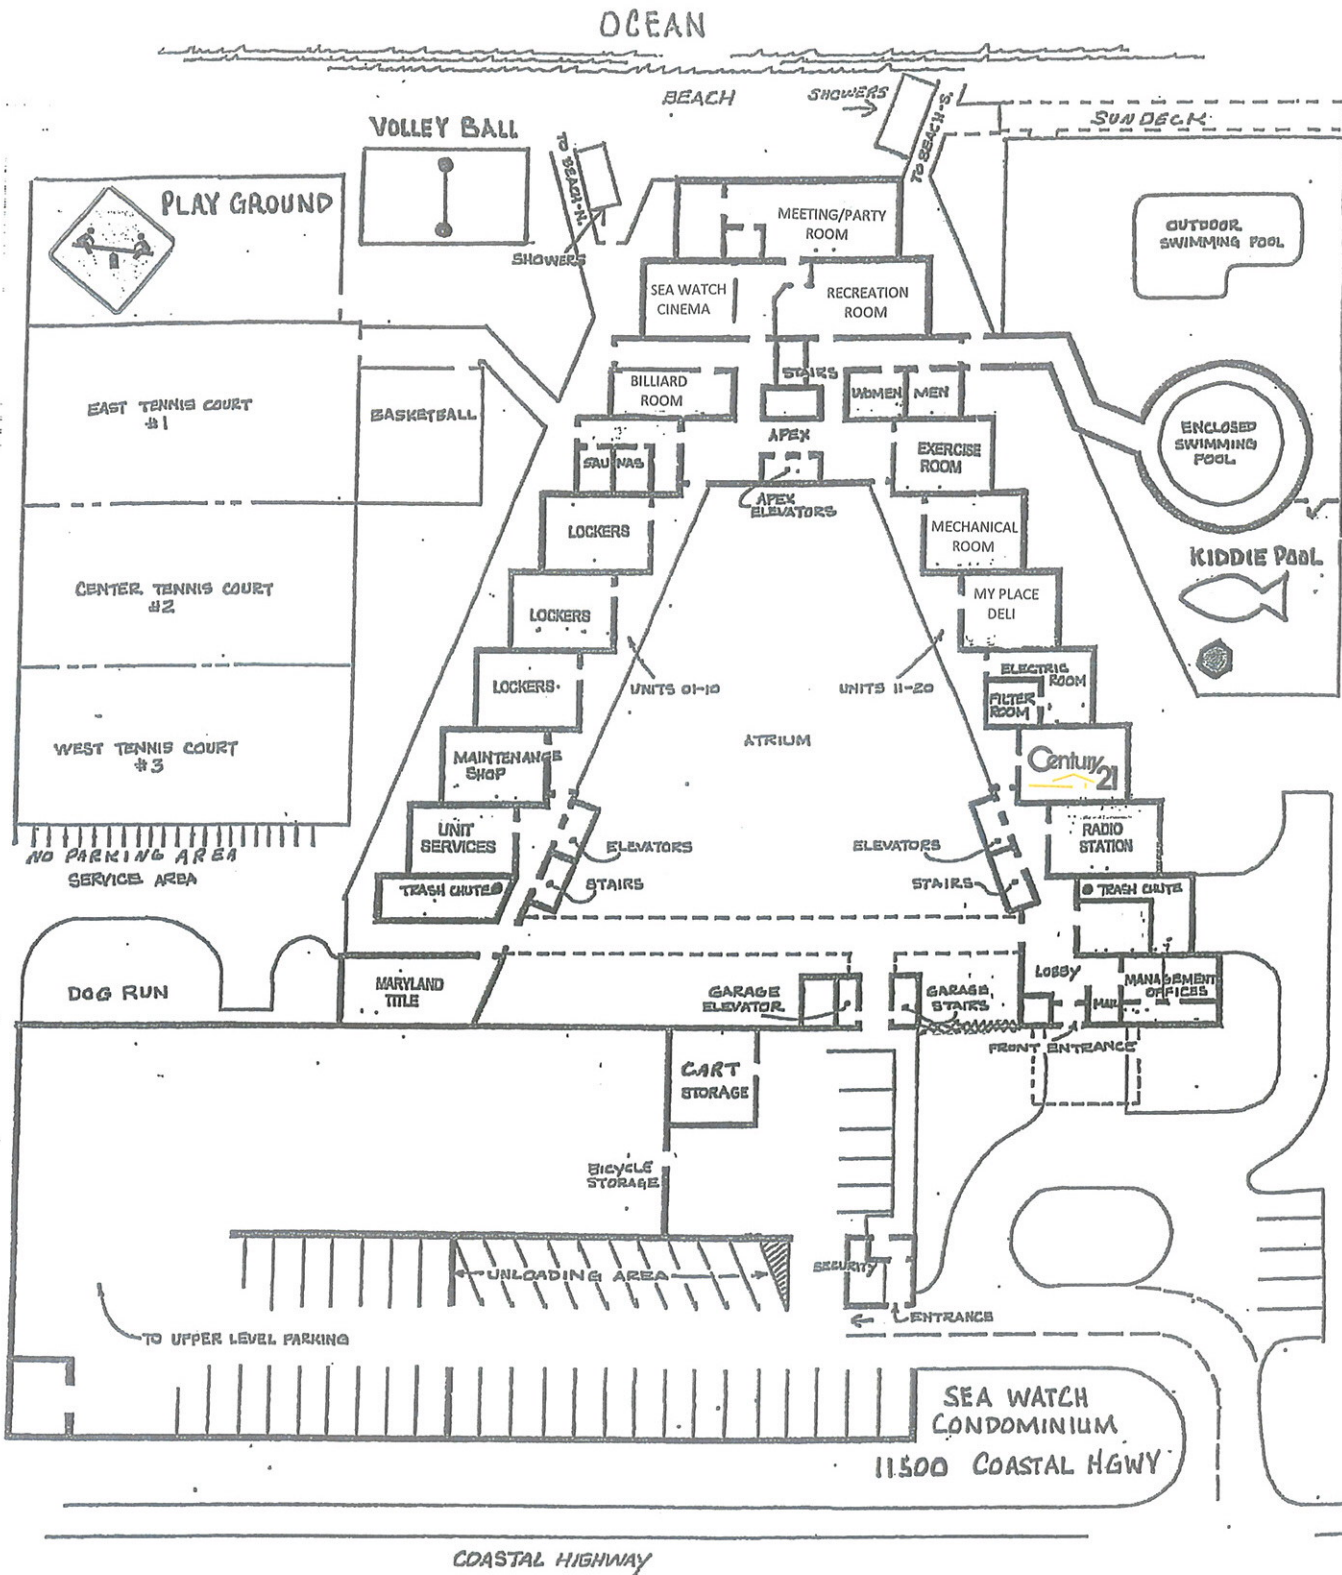 OCEAN
BEACH
SHOWERS
TO BEACH-S.
SUN DECK
VOLLEY BALL
TO BEACH-N.
PLAY GROUND
MEETING/PARTY
ROOM
OUTDOOR
SWIMMING POOL
SHOWERS
SEA WATCH
CINEMA
RECREATION
ROOM
STAIRS
BILLIARD
ROOM
WOMEN
MEN
EAST TENNIS COURT
#1
BASKETBALL
APEX
ENCLOSED
SWIMMING
POOL
EXERCISE
ROOM
SAUNAS
APEX
ELEVATORS
LOCKERS
MECHANICAL
ROOM
KIDDIE POOL
CENTER TENNIS COURT
#2
LOCKERS
MY PLACE
DELI
ELECTRIC
ROOM
LOCKERS
UNITS 01-10
UNITS 11-20
FILTER
ROOM
WEST TENNIS COURT
#3
ATRIUM
MAINTENANCE
SHOP
Century
21
UNIT
SERVICES
ELEVATORS
ELEVATORS
RADIO
STATION
NO PARKING AREA
SERVICE AREA
TRASH CHUTE
STAIRS
STAIRS
TRASH CHUTE
DOG RUN
MARYLAND
TITLE
GARAGE
ELEVATOR
GARAGE
STAIRS
LOBBY
MAIL
MANAGEMENT
OFFICES
FRONT ENTRANCE
CART
STORAGE
BICYCLE
STORAGE
UNLOADING AREA
SECURITY
ENTRANCE
TO UPPER LEVEL PARKING
SEA WATCH
CONDOMINIUM
11500 COASTAL HGWY
COASTAL HIGHWAY